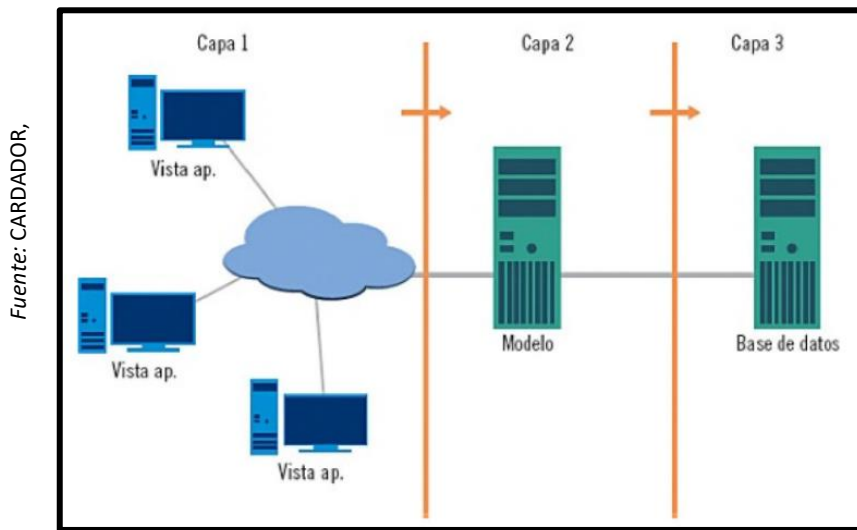 Fuente: CARDADOR,
Capa 1
Capa 2
Capa 3
Vista ap.
Vista ap.
Vista ap.
Modelo
Base de datos